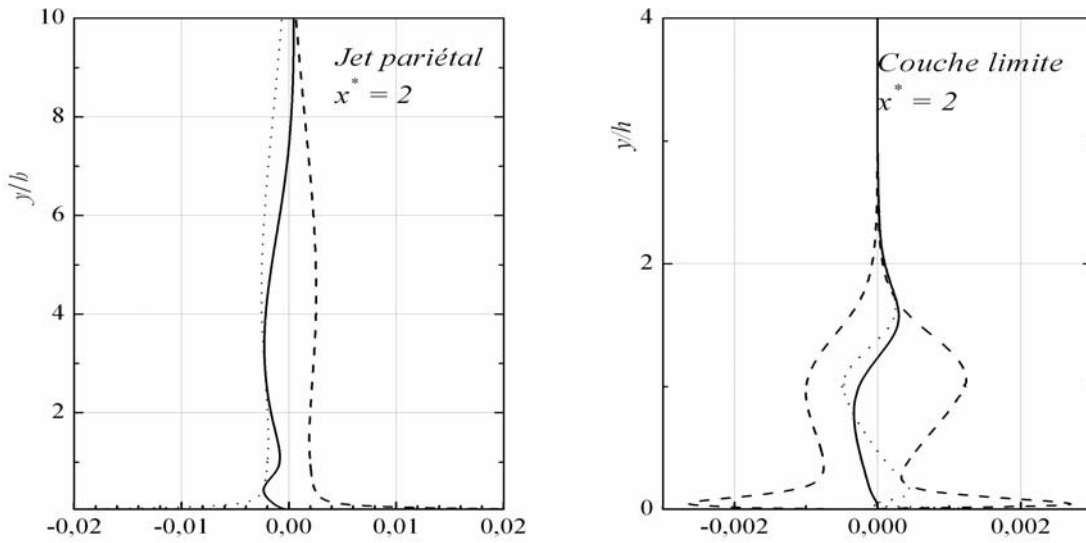 10
8
6
4
2
y/b
Jet pariétal
x* = 2
-0,02
-0,01
0,00
0,01
0,02
4
2
0
y/h
Couche limite
x* = 2
-0,002
0,000
0,002